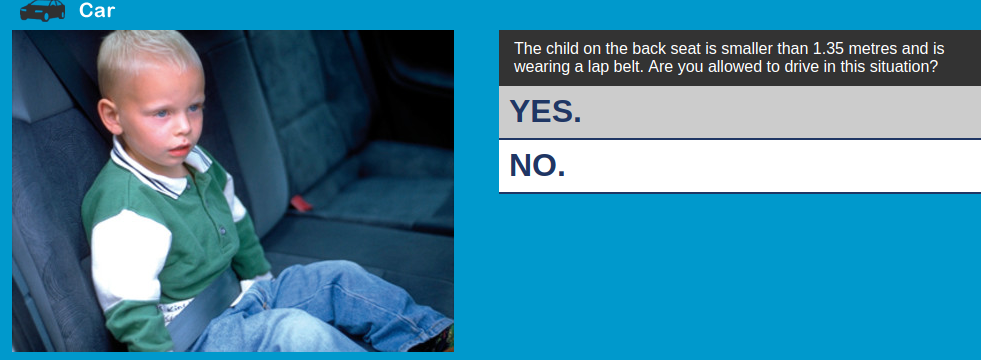 Car
The child on the back seat is smaller than 1.35 metres and is
wearing a lap belt. Are you allowed to drive in this situation?
YES.
NO.